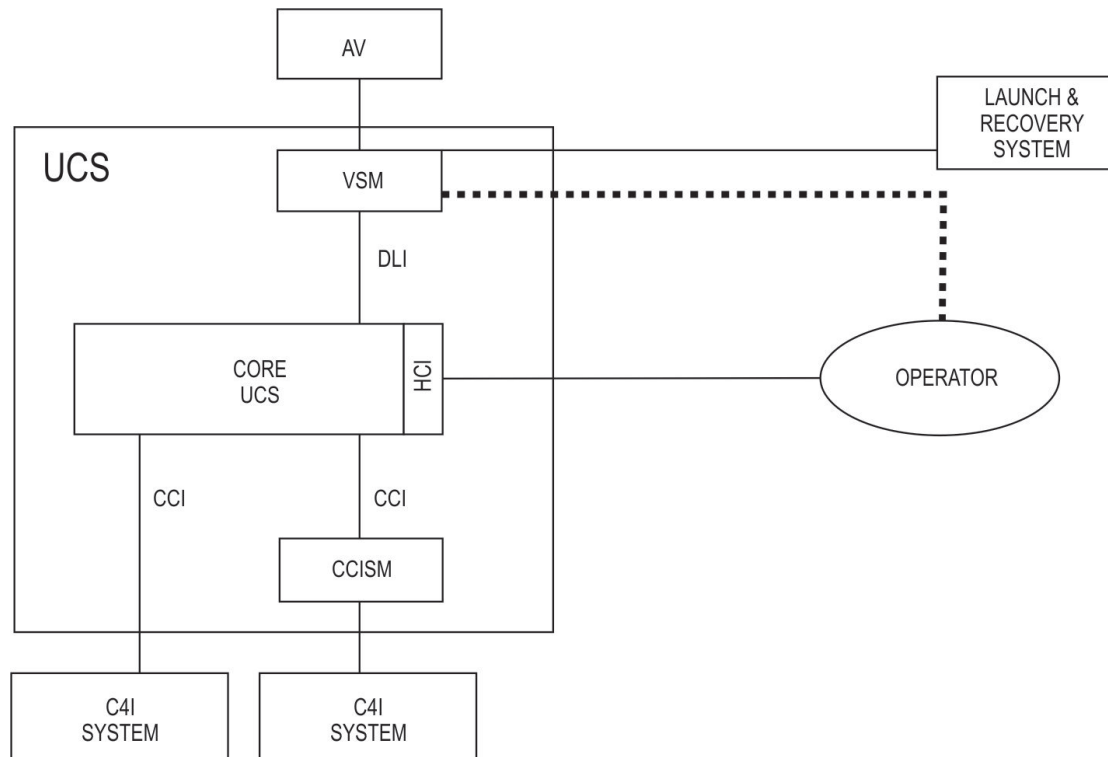 AV
LAUNCH &
RECOVERY
SYSTEM
UCS
VSM
DLI
CORE
UCS
HCI
OPERATOR
CCI
CCI
CCISM
C4I
SYSTEM
C4I
SYSTEM